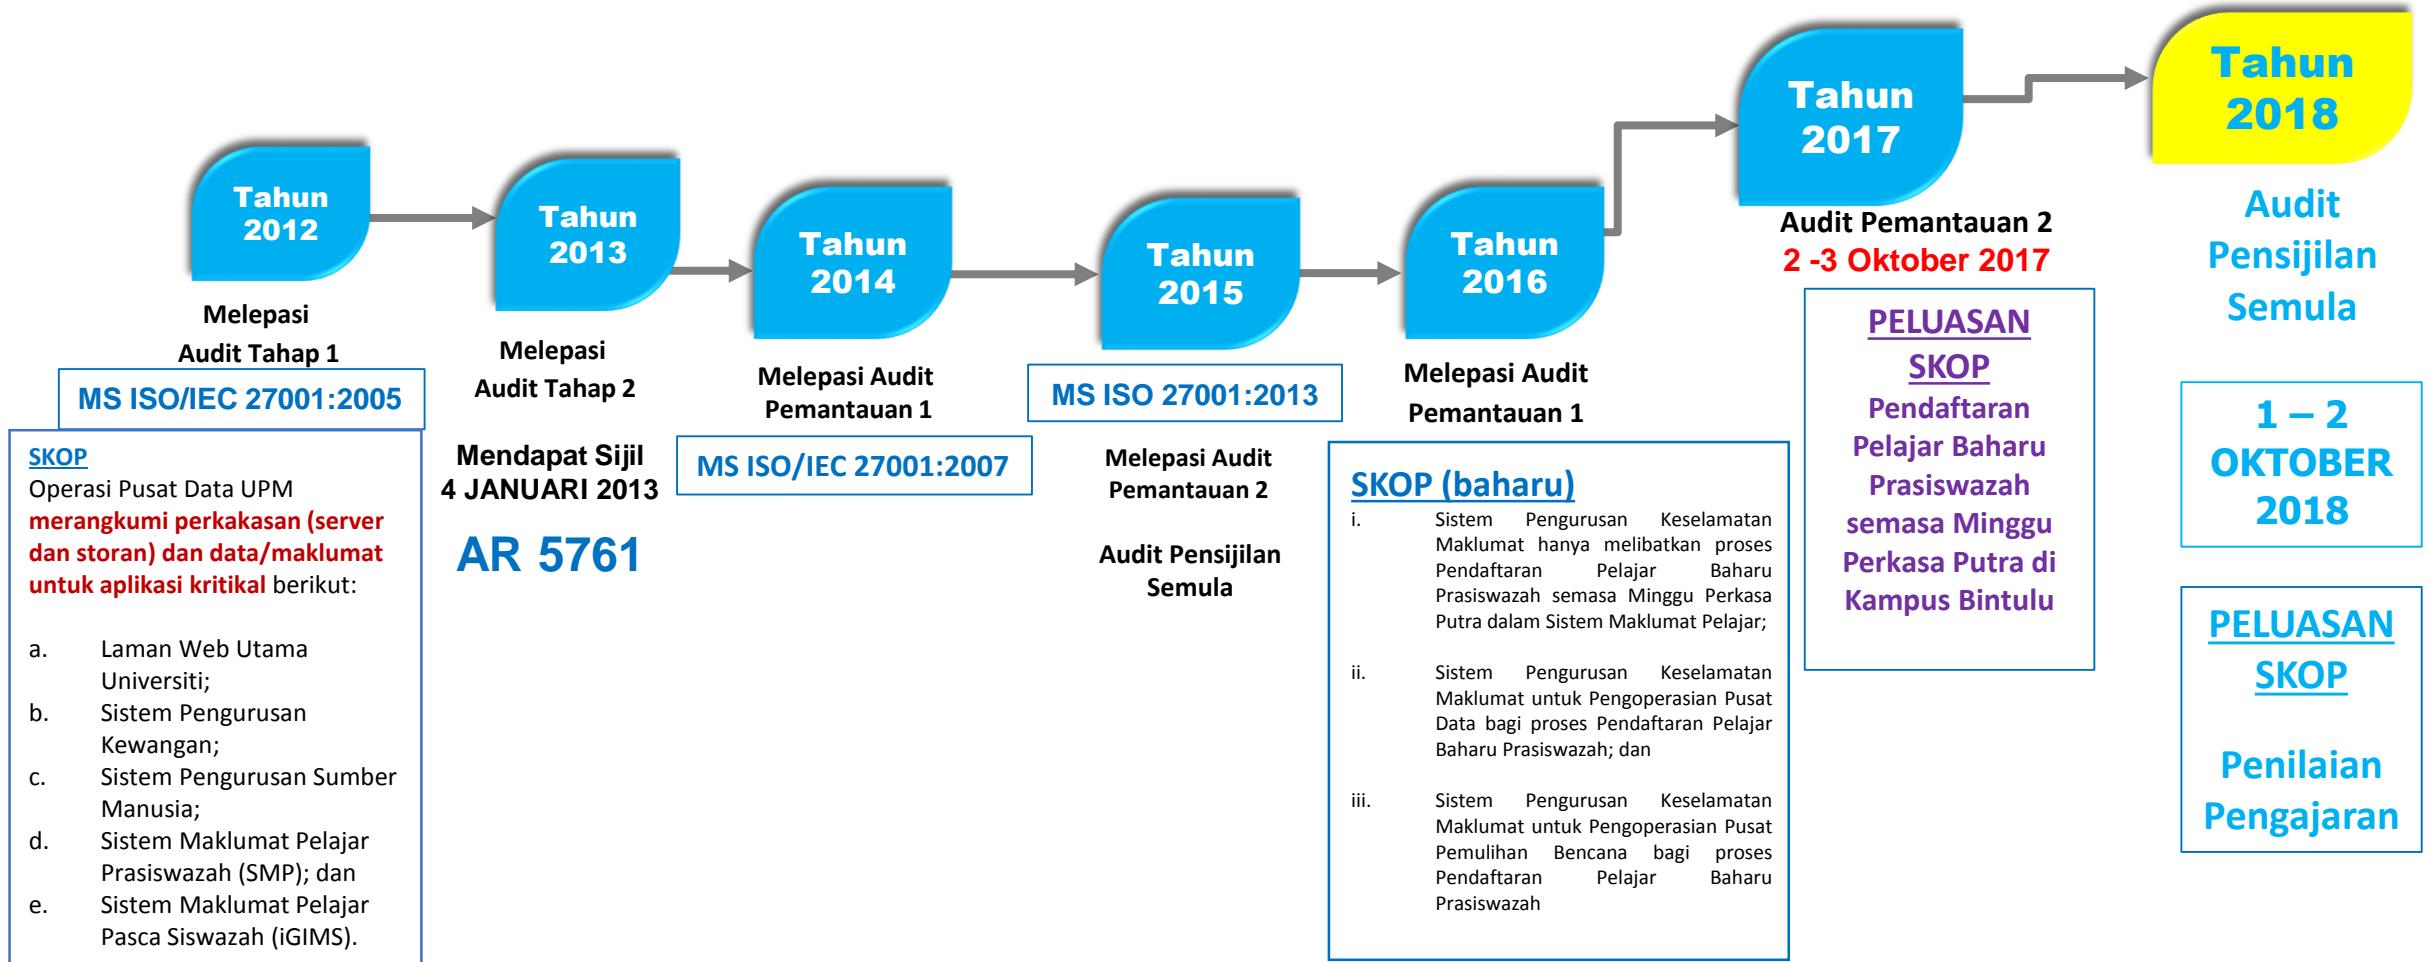 Tahun
2012
Melepasi
Audit Tahap 1
MS ISO/IEC 27001:2005
SKOP
Operasi Pusat Data UPM
merangkumi perkakasan (server
dan storan) dan data/maklumat
untuk aplikasi kritikal berikut:
a. Laman Web Utama
Universiti;
b. Sistem Pengurusan
Kewangan;
c. Sistem Pengurusan Sumber
Manusia;
d. Sistem Maklumat Pelajar
Prasiswazah (SMP); dan
e. Sistem Maklumat Pelajar
Pasca Siswazah (iGIMS).
Tahun
2013
Melepasi
Audit Tahap 2
Mendapat Sijil
4 JANUARI 2013
AR 5761
Tahun
2014
Melepasi Audit
Pemantauan 1
MS ISO/IEC 27001:2007
Tahun
2015
MS ISO 27001:2013
Melepasi Audit
Pemantauan 2
Audit Pensijilan
Semula
Tahun
2016
Melepasi Audit
Pemantauan 1
SKOP (baharu)
i. Sistem Pengurusan Keselamatan
Maklumat hanya melibatkan proses
Pendaftaran Pelajar Baharu
Prasiswazah semasa Minggu Perkasa
Putra dalam Sistem Maklumat Pelajar;
ii. Sistem Pengurusan Keselamatan
Maklumat untuk Pengoperasian Pusat
Data bagi proses Pendaftaran Pelajar
Baharu Prasiswazah; dan
iii. Sistem Pengurusan Keselamatan
Maklumat untuk Pengoperasian Pusat
Pemulihan Bencana bagi proses
Pendaftaran Pelajar Baharu
Prasiswazah
Tahun
2017
Audit Pemantauan 2
2 -3 Oktober 2017
PELUASAN
SKOP
Pendaftaran
Pelajar Baharu
Prasiswazah
semasa Minggu
Perkasa Putra di
Kampus Bintulu
Tahun
2018
Audit
Pensijilan
Semula
1 – 2
OKTOBER
2018
PELUASAN
SKOP
Penilaian
Pengajaran